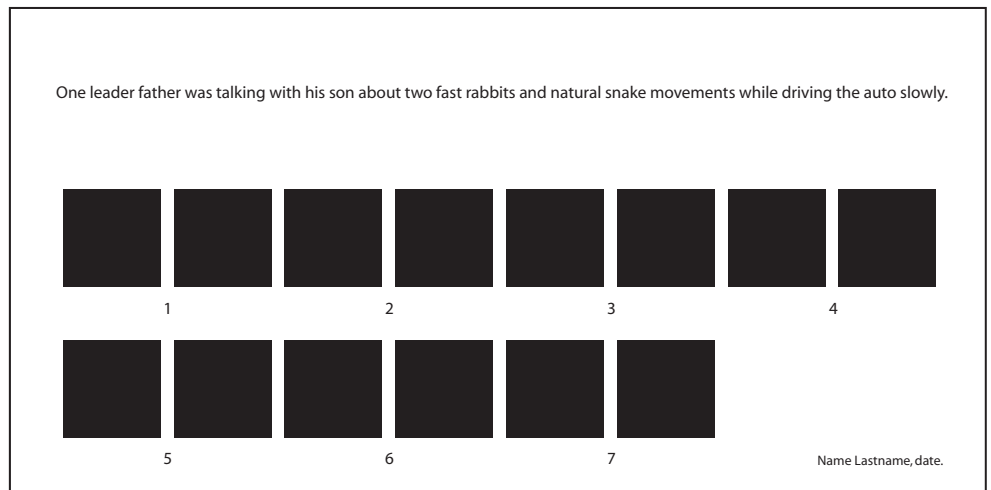 One leader father was talking with his son about two fast rabbits and natural snake movements while driving the auto slowly.
1 2 3 4
5 6 7
Name Lastname, date.